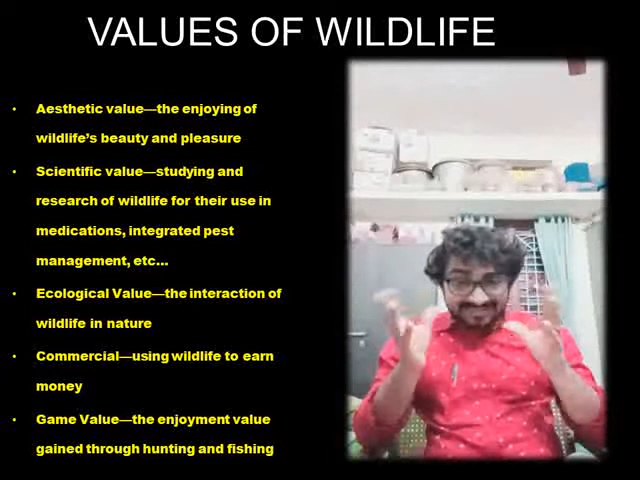 VALUES OF WILDLIFE
• Aesthetic value—the enjoying of
wildlife's beauty and pleasure
• Scientific value—studying and
research of wildlife for their use in
medications, integrated pest
management, etc…
• Ecological Value—the interaction of
wildlife in nature
• Commercial—using wildlife to earn
money
• Game Value—the enjoyment value
gained through hunting and fishing